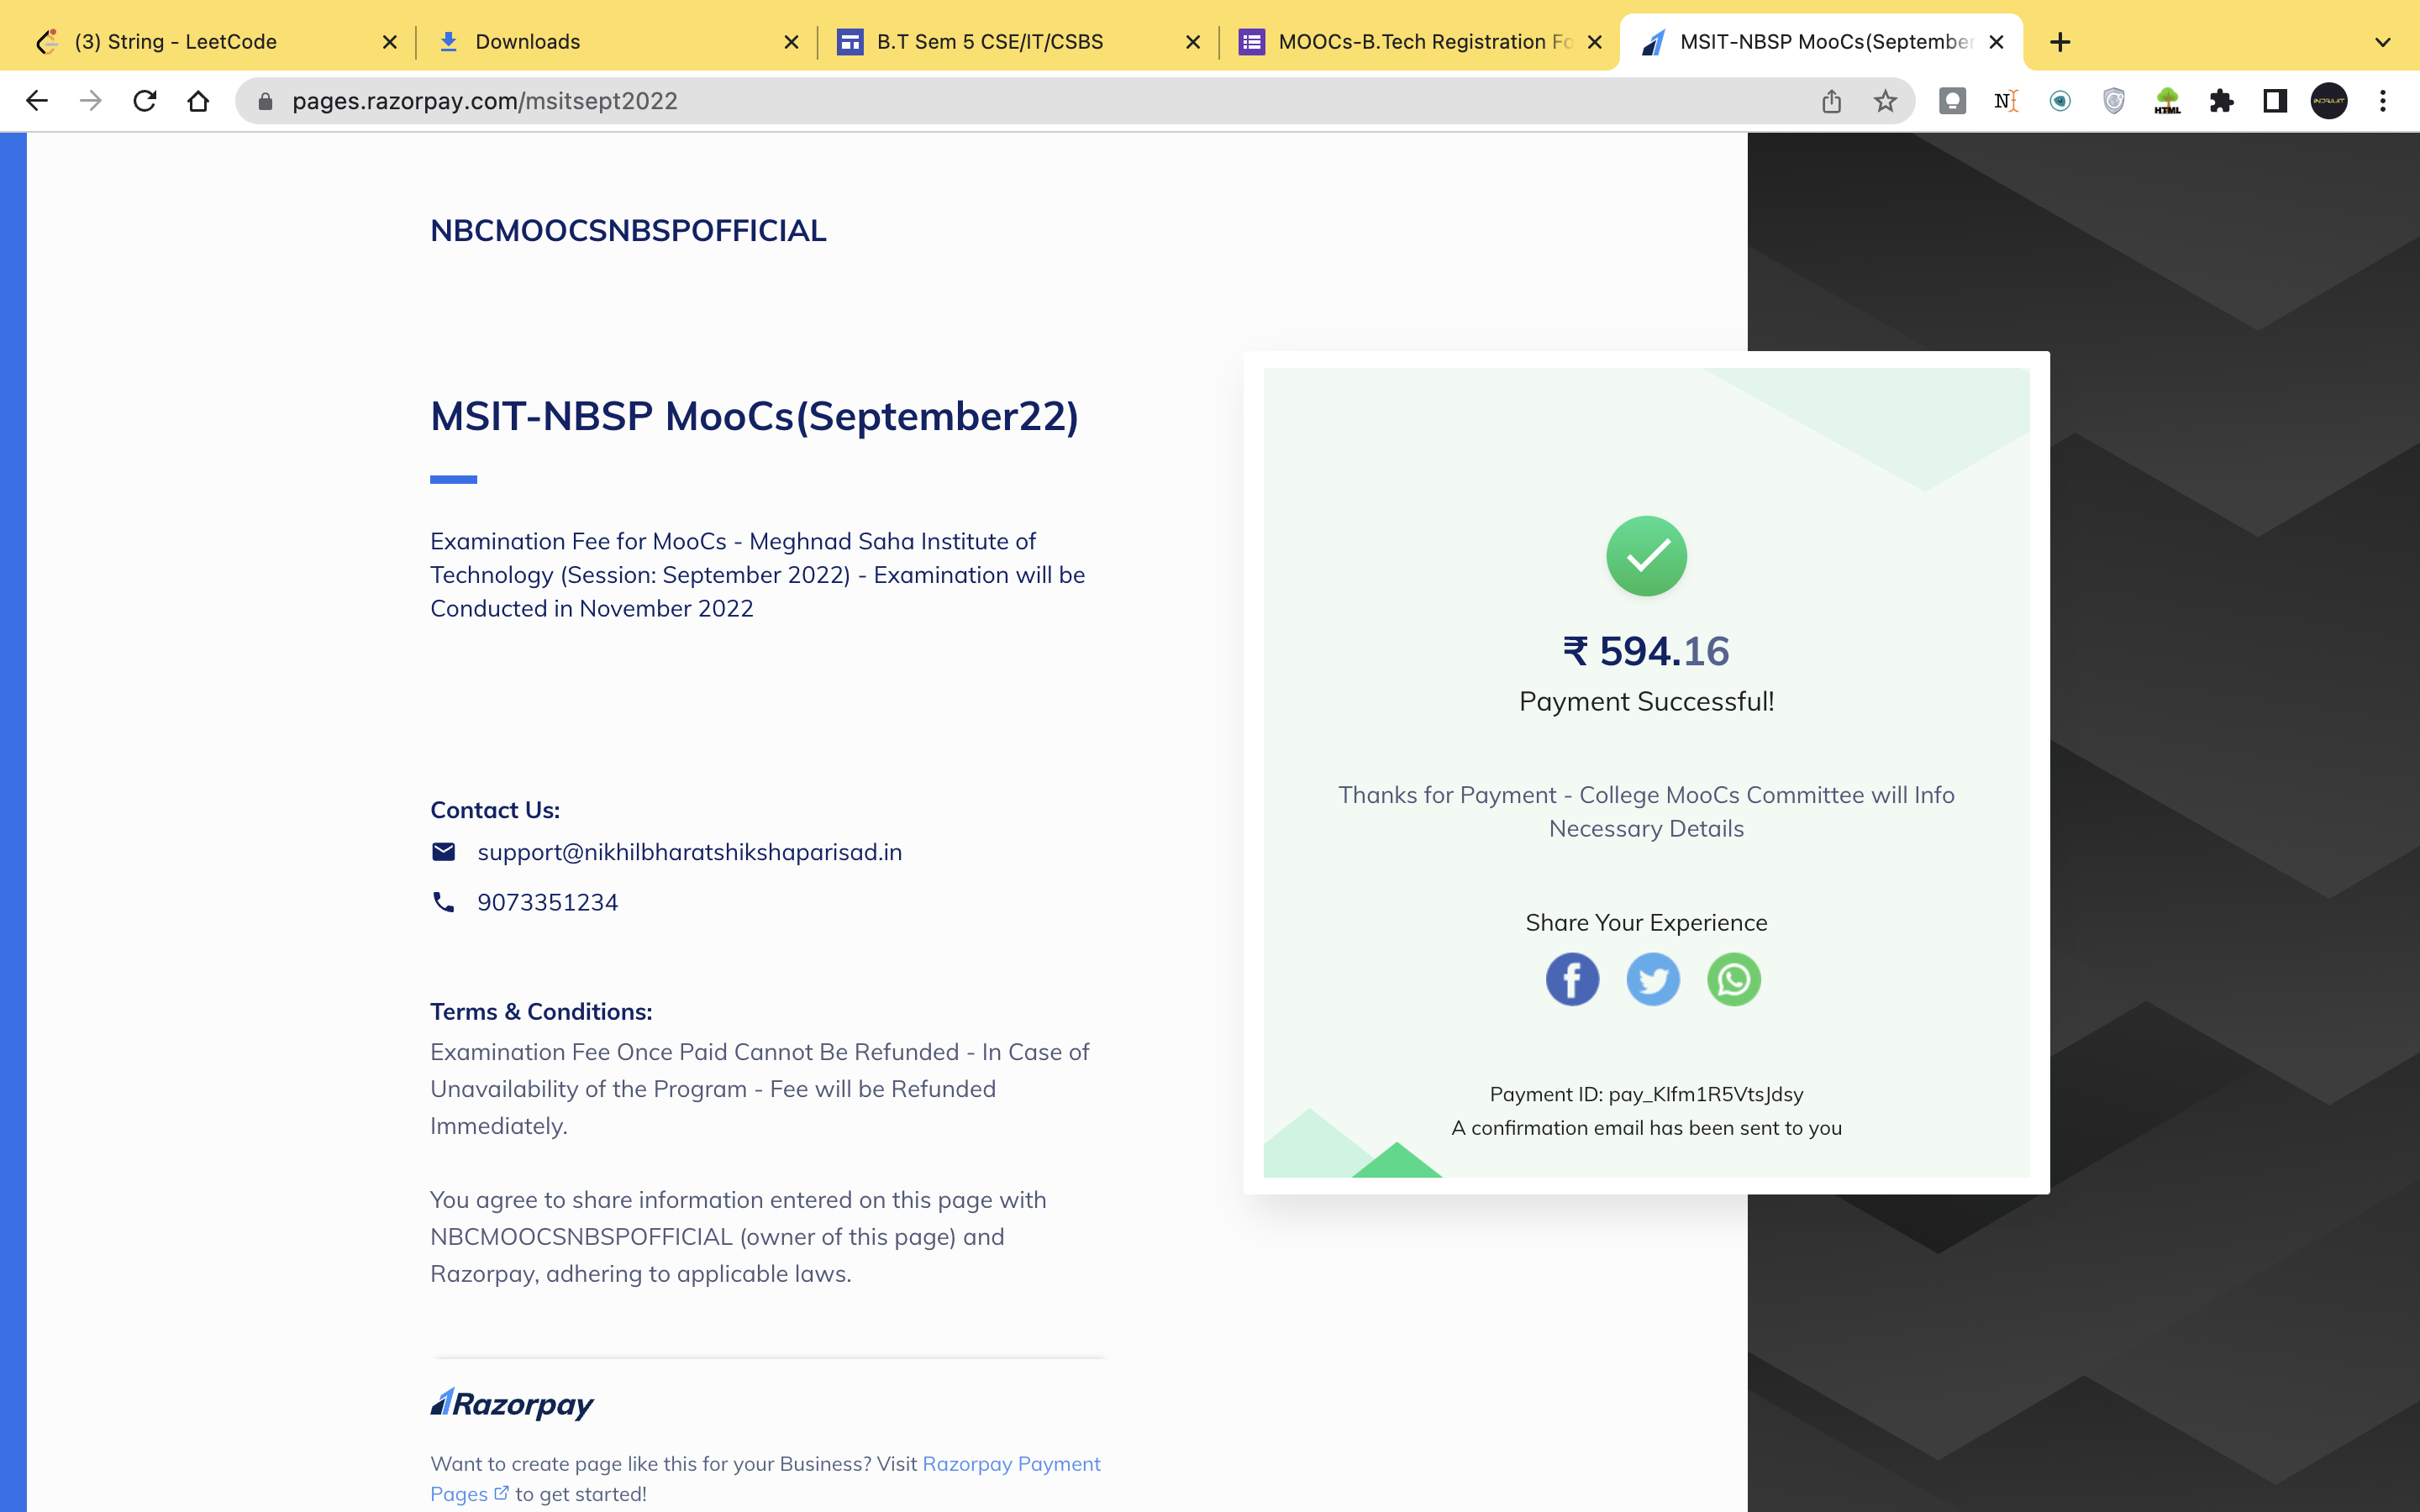 (3) String - LeetCode
Downloads
B.T Sem 5 CSE/IT/CSBS
MOOCs-B.Tech Registration Fo
MSIT-NBSP MooCs(September
pages.razorpay.com/msitsept2022
HTML
NBCMOOCSNBSPOFFICIAL
MSIT-NBSP MooCs(September22)
Examination Fee for MooCs - Meghnad Saha Institute of
Technology (Session: September 2022) - Examination will be
Conducted in November 2022
Contact Us:
support@nikhilbharatshikshaparisad.in
9073351234
Terms & Conditions:
Examination Fee Once Paid Cannot Be Refunded - In Case of
Unavailability of the Program - Fee will be Refunded
Immediately.
You agree to share information entered on this page with
NBCMOOCSNBSPOFFICIAL (owner of this page) and
Razorpay, adhering to applicable laws.
Razorpay
Want to create page like this for your Business? Visit Razorpay Payment
Pages to get started!
₹ 594.16
Payment Successful!
Thanks for Payment - College MooCs Committee will Info
Necessary Details
Share Your Experience
Payment ID: pay_KIfm1R5VtsJdsy
A confirmation email has been sent to you